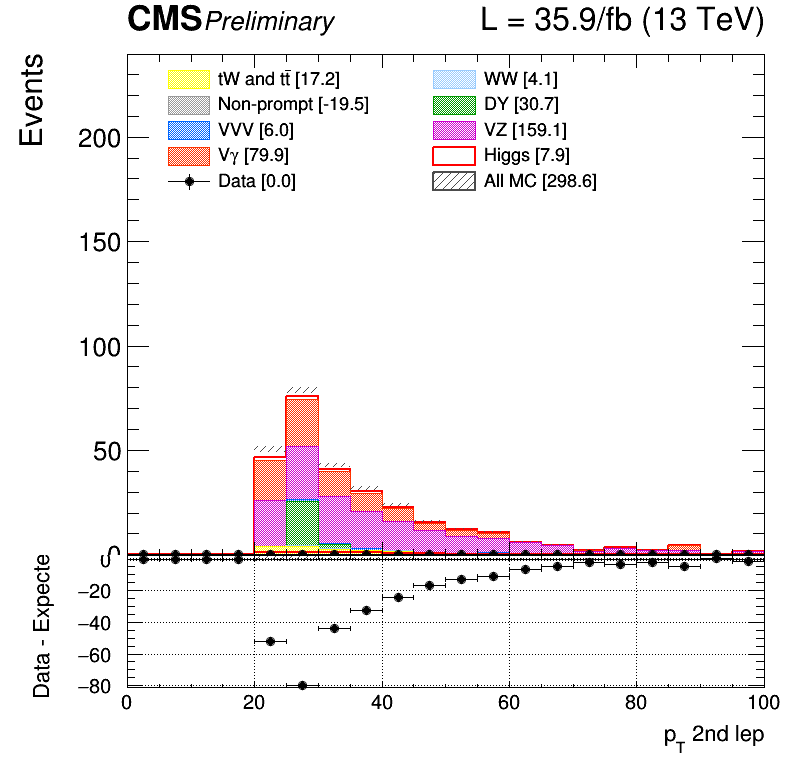 CMS Preliminary L = 35.9/fb (13 TeV)
Events
tW and tt̄ [17.2] WW [4.1]
Non-prompt [-19.5] DY [30.7]
VVV [6.0] VZ [159.1]
Vγ [79.9] Higgs [7.9]
Data [0.0] All MC [298.6]
200
150
100
50
0
Data - Expecte
0
−20
−40
−60
−80
0 20 40 60 80 100
p_T 2nd lep